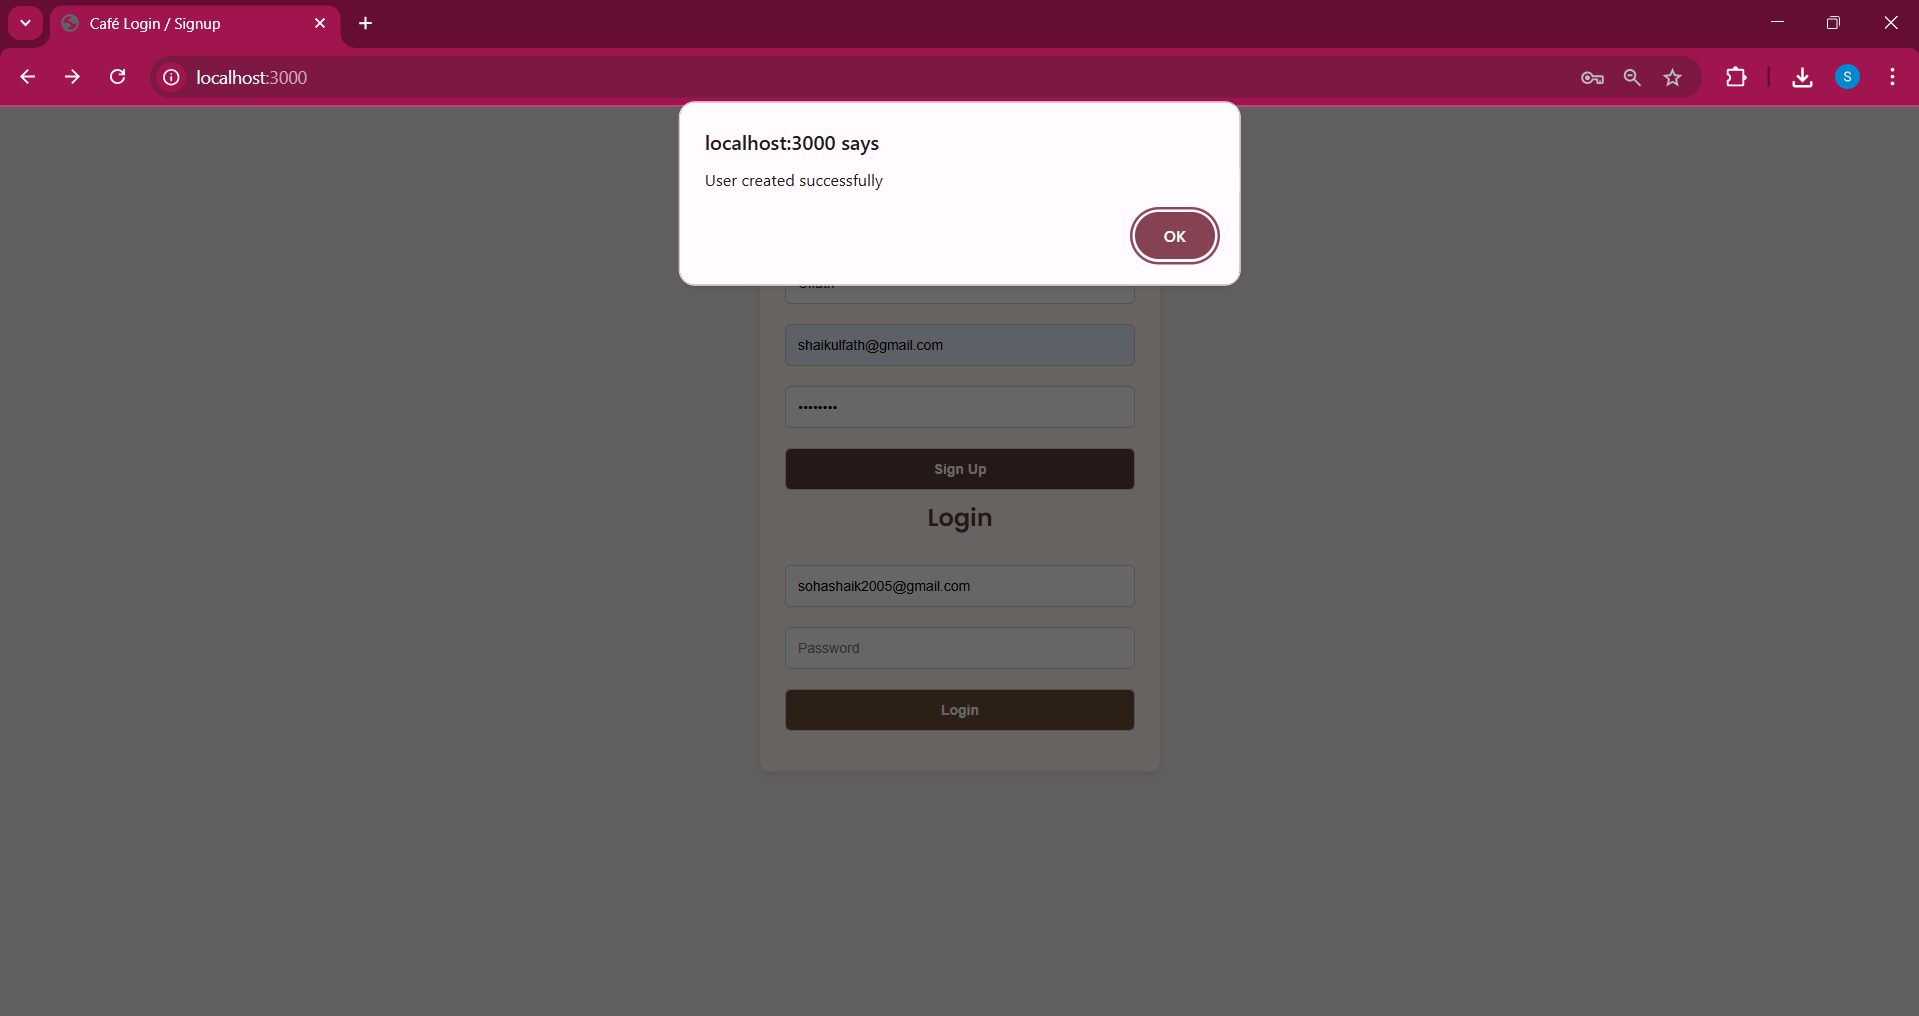 Café Login / Signup
localhost:3000
S
localhost:3000 says
User created successfully
OK
shaikulfath@gmail.com
••••••••
Sign Up
Login
sohashaik2005@gmail.com
Password
Login